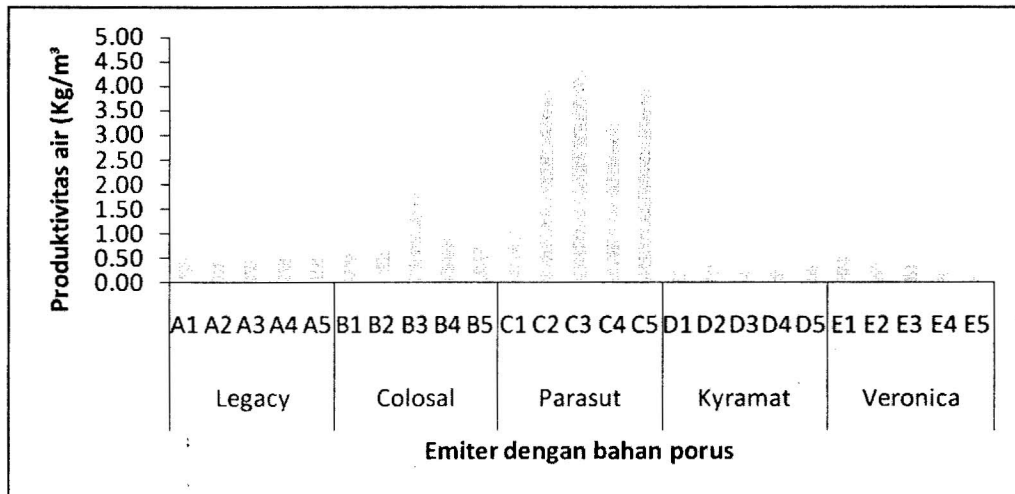 Produktivitas air (Kg/m³
5.00
4.50
4.00
3.50
3.00
2.50
2.00
1.50
1.00
0.50
0.00
A1 A2 A3 A4 A5 B1 B2 B3 B4 B5 C1 C2 C3 C4 C5 D1 D2 D3 D4 D5 E1 E2 E3 E4 E5
Legacy Colosal Parasut Kyramat Veronica
Emiter dengan bahan porus